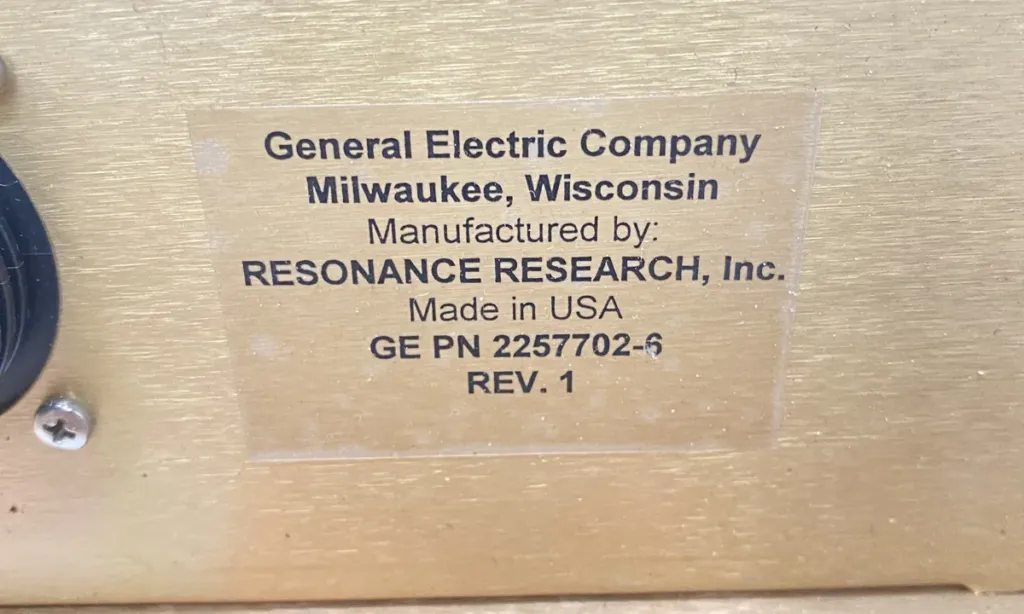 General Electric Company
Milwaukee, Wisconsin
Manufactured by:
RESONANCE RESEARCH, Inc.
Made in USA
GE PN 2257702-6
REV. 1